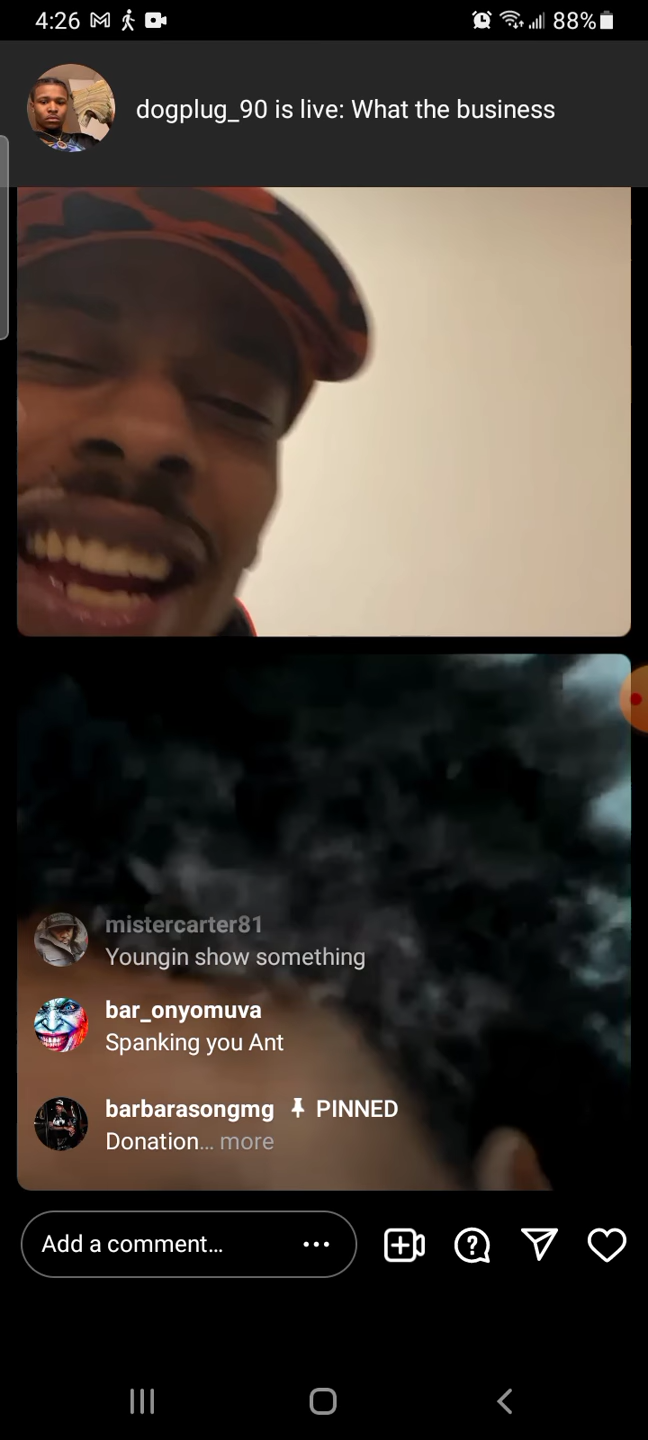 4:26
88%
dogplug_90 is live: What the business
mistercarter81
Youngin show something
bar_onyomuva
Spanking you Ant
barbarasongmg PINNED
Donation... more
Add a comment...